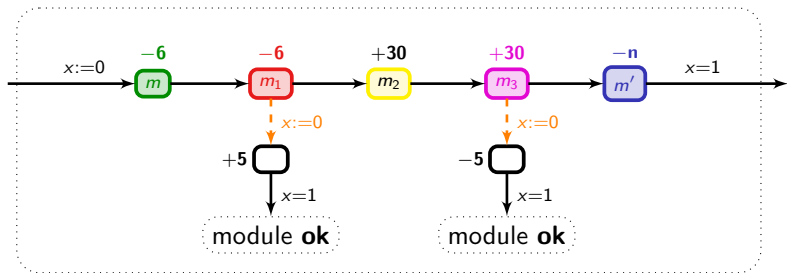 −6 −6 +30 +30 −n
x:=0 m m₁ m₂ m₃ m′ x=1
x:=0 x:=0
+5 −5
x=1 x=1
module ok module ok